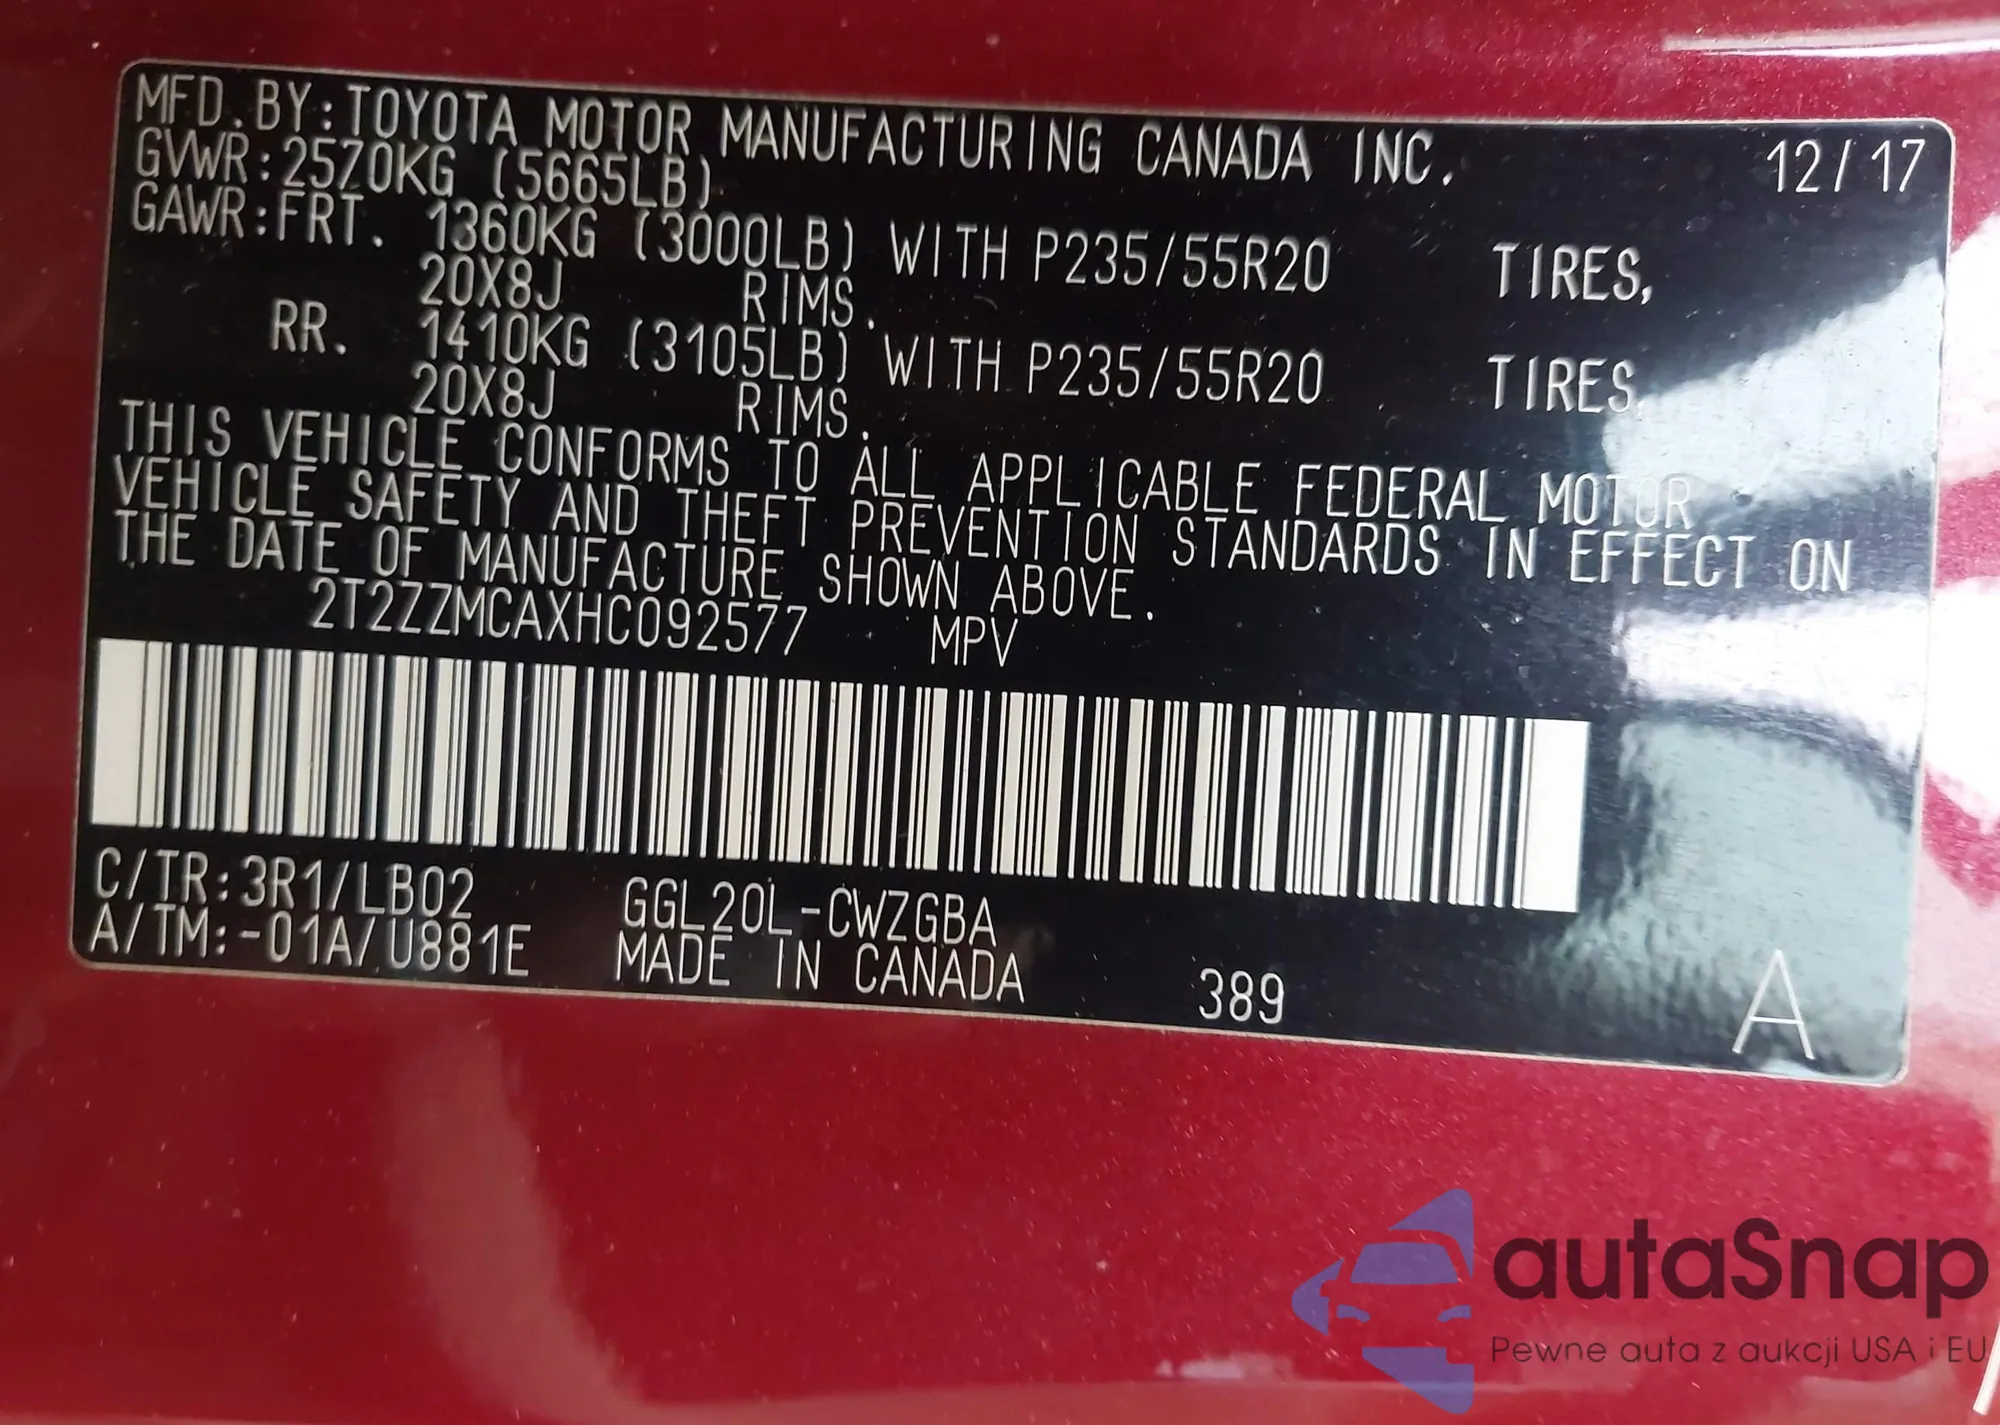 MFD. BY: TOYOTA MOTOR MANUFACTURING CANADA INC. 12/17
GVWR: 2570KG (5665LB)
GAWR: FRT. 1360KG (3000LB) WITH P235/55R20 TIRES,
20X8J RIMS.
RR. 1410KG (3105LB) WITH P235/55R20 TIRES,
20X8J RIMS.
THIS VEHICLE CONFORMS TO ALL APPLICABLE FEDERAL MOTOR
VEHICLE SAFETY AND THEFT PREVENTION STANDARDS IN EFFECT ON
THE DATE OF MANUFACTURE SHOWN ABOVE.
2T2ZZMCAXHC092577 MPV
C/TR: 3R1/LB02 GGL20L-CWZGBA
A/TM: -01A/U881E MADE IN CANADA 389 A
autaSnap
Pewne auta z aukcji USA i EU